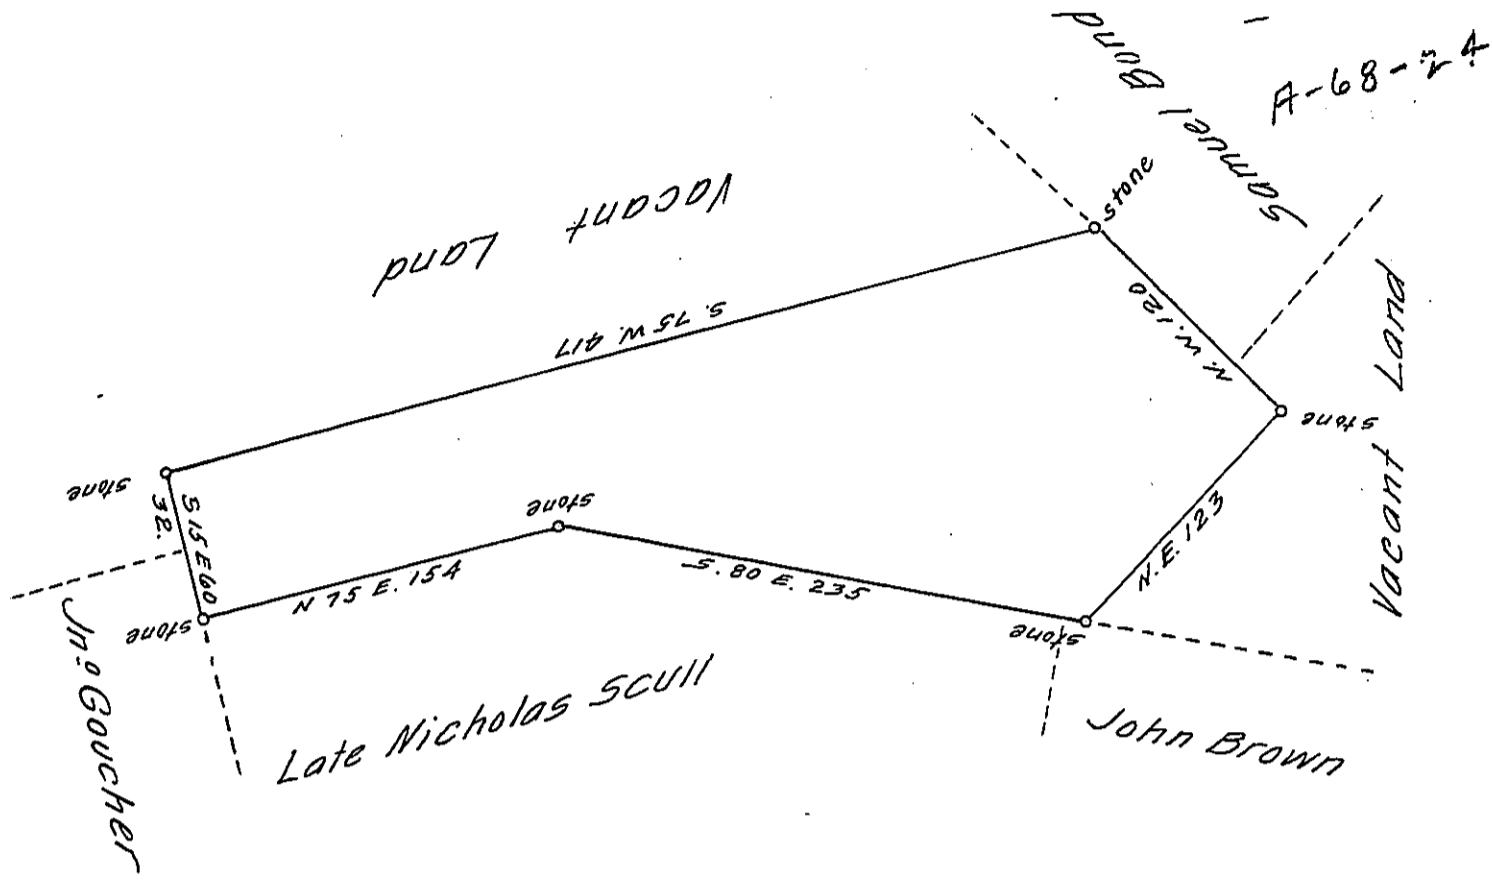 A-68-24
Samuel Bond
stone
Vacant Land
S. 75 W. 417
N. W. 120
stone
Vacant Land
stone
32.
S 15 E 60
stone
N. E. 123
N 75 E. 154
S. 80 E. 235
stone
stone
Jno. Goucher
Late Nicholas Scull
John Brown